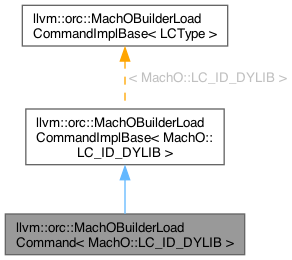 llvm::orc::MachOBuilderLoad
CommandImplBase< LCType >
< MachO::LC_ID_DYLIB >
llvm::orc::MachOBuilderLoad
CommandImplBase< MachO::
LC_ID_DYLIB >
llvm::orc::MachOBuilderLoad
Command< MachO::LC_ID_DYLIB >